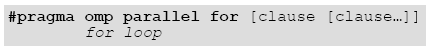 #pragma omp parallel for [clause [clause…]]
for loop